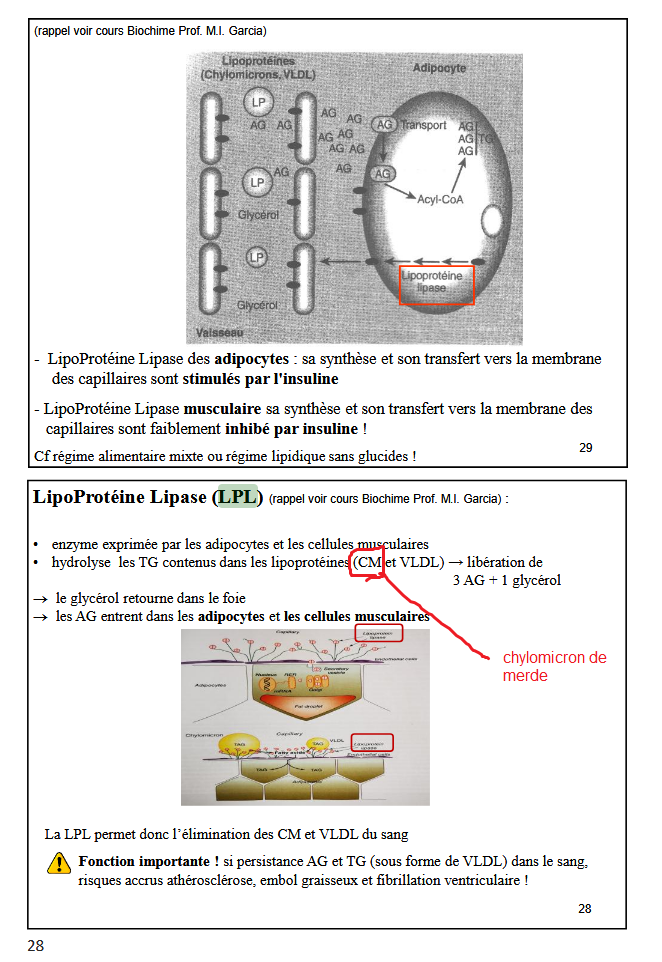 (rappel voir cours Biochime Prof. M.I. Garcia)
Lipoprotéines
(Chylomicrons, VLDL)
Adipocyte
LP
AG AG
AG
AG
AG AG
AG AG
AG
AG Transport
AG
AG TG
AG
AG
Acyl-CoA
LP
AG
Glycérol
LP
Glycérol
Lipoprotéine
lipase
Vaisseau
- LipoProtéine Lipase des adipocytes : sa synthèse et son transfert vers la membrane
des capillaires sont stimulés par l'insuline
- LipoProtéine Lipase musculaire sa synthèse et son transfert vers la membrane des
capillaires sont faiblement inhibé par insuline !
Cf régime alimentaire mixte ou régime lipidique sans glucides !
29
LipoProtéine Lipase (LPL) (rappel voir cours Biochime Prof. M.I. Garcia) :
• enzyme exprimée par les adipocytes et les cellules musculaires
• hydrolyse les TG contenus dans les lipoprotéines (CM et VLDL) → libération de
3 AG + 1 glycérol
→ le glycérol retourne dans le foie
→ les AG entrent dans les adipocytes et les cellules musculaires
chylomicron de
merde
Capillary
Lipoprotein
lipase
Endothelial cells
Secretory
vesicle
Nucleus RER
Golgi
mRNA
Adipocytes
Fat droplet
Chylomicron
Capillary
VLDL
TAG
TAG
Lipoprotein
lipase
Fatty acids
Endothelial cells
TAG TAG
La LPL permet donc l'élimination des CM et VLDL du sang
Fonction importante ! si persistance AG et TG (sous forme de VLDL) dans le sang,
risques accrus athérosclérose, embol graisseux et fibrillation ventriculaire !
28
28